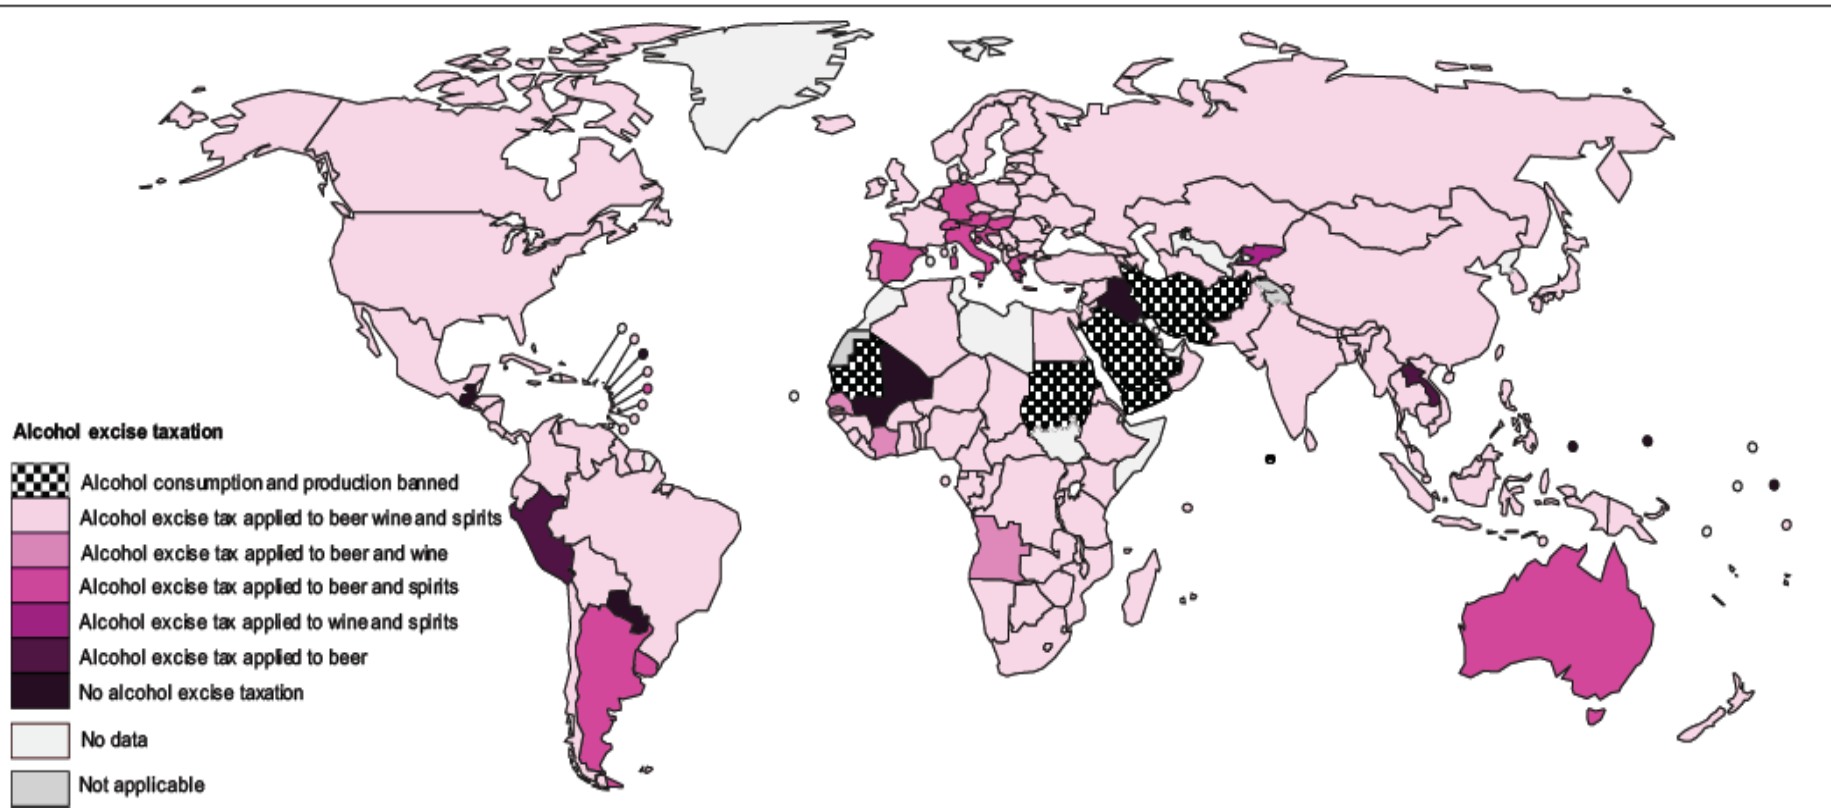 Alcohol excise taxation
Alcohol consumption and production banned
Alcohol excise tax applied to beer wine and spirits
Alcohol excise tax applied to beer and wine
Alcohol excise tax applied to beer and spirits
Alcohol excise tax applied to wine and spirits
Alcohol excise tax applied to beer
No alcohol excise taxation
No data
Not applicable